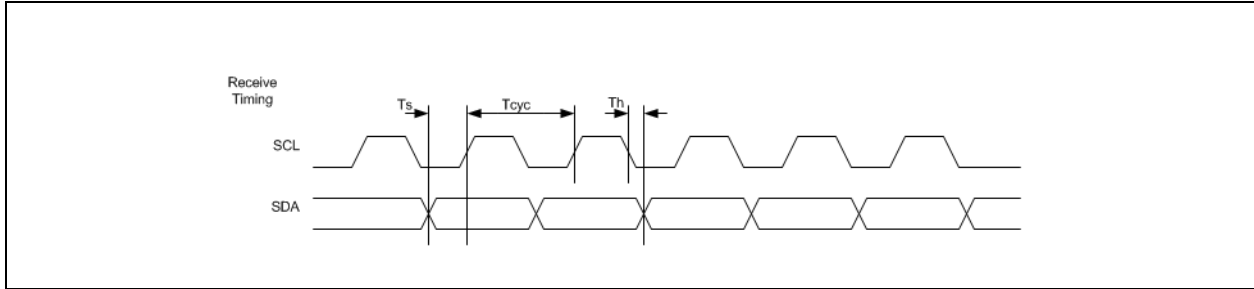 Receive
Timing
Ts
Tcyc
Th
SCL
SDA